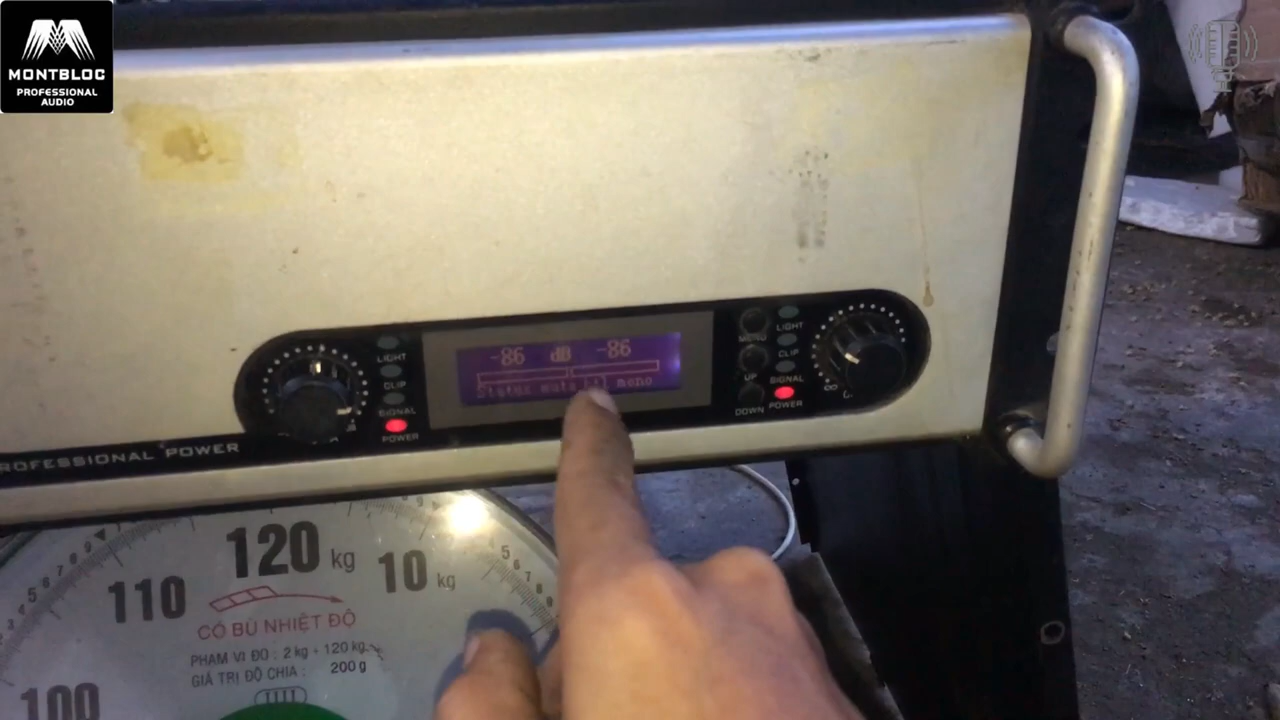 MONTBLOC
PROFESSIONAL
AUDIO
LIGHT
CLIP
SIGNAL
POWER
-86 dB -86
mono
MENU
UP
DOWN
LIGHT
CLIP
SIGNAL
POWER
ROFESSIONAL POWER
120 kg
110
10 kg
100
CÓ BÙ NHIỆT ĐỘ
PHẠM VI ĐO : 2 kg ÷ 120 kg
GIÁ TRỊ ĐỘ CHIA : 200 g